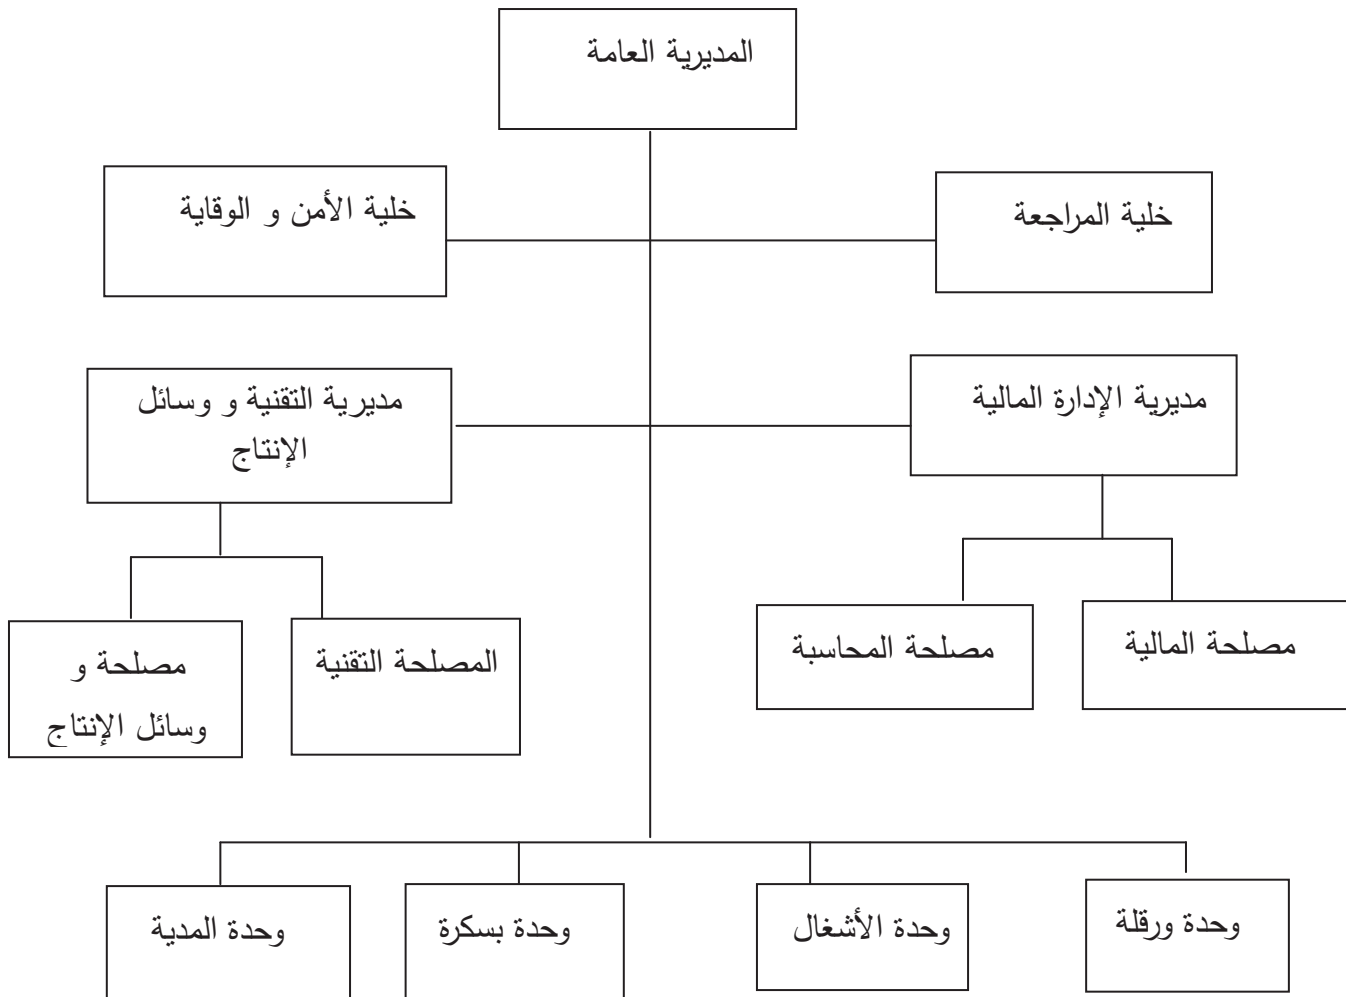 المديرية العامة
خلية المراجعة
خلية الأمن و الوقاية
مديرية الإدارة المالية
مديرية التقنية و وسائل
الإنتاج
مصلحة المالية
مصلحة المحاسبة
المصلحة التقنية
مصلحة و
وسائل الإنتاج
وحدة ورقلة
وحدة الأشغال
وحدة بسكرة
وحدة المدية